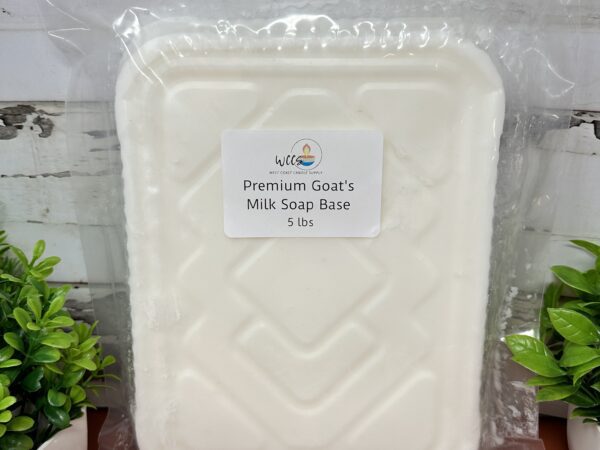 WCCS
WEST COAST CANDLE SUPPLY
Premium Goat's
Milk Soap Base
5 lbs